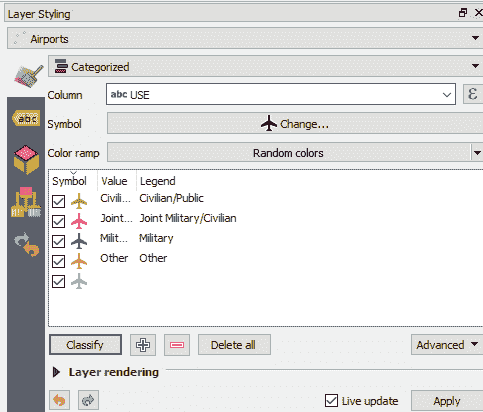 Layer Styling
Airports
Categorized
Column abc USE ε
Symbol Change...
Color ramp Random colors
Symbol Value Legend
Civili... Civilian/Public
Joint... Joint Military/Civilian
Milit... Military
Other Other
abc
Classify Delete all Advanced
Layer rendering
Live update Apply